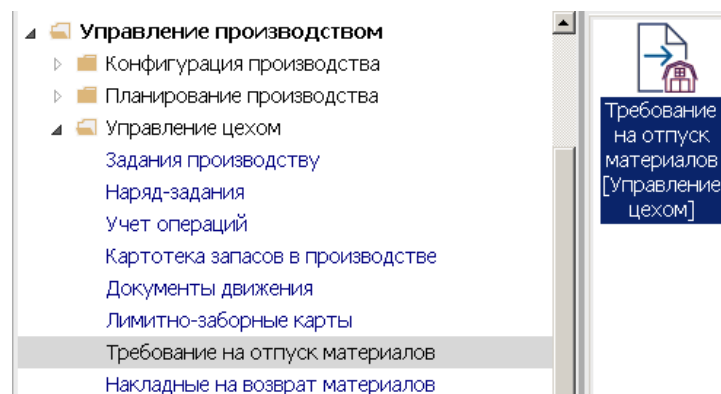 Управление производством
Конфигурация производства
Планирование производства
Управление цехом
Задания производству
Наряд-задания
Учет операций
Картотека запасов в производстве
Документы движения
Лимитно-заборные карты
Требование на отпуск материалов
Накладные на возврат материалов
Требование
на отпуск
материалов
[Управление
цехом]